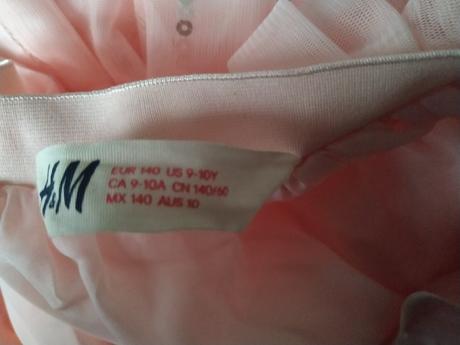 H&M
EUR 140 US 9-10Y
CA 9-10A CN 140/60
MX 140 AUS 10